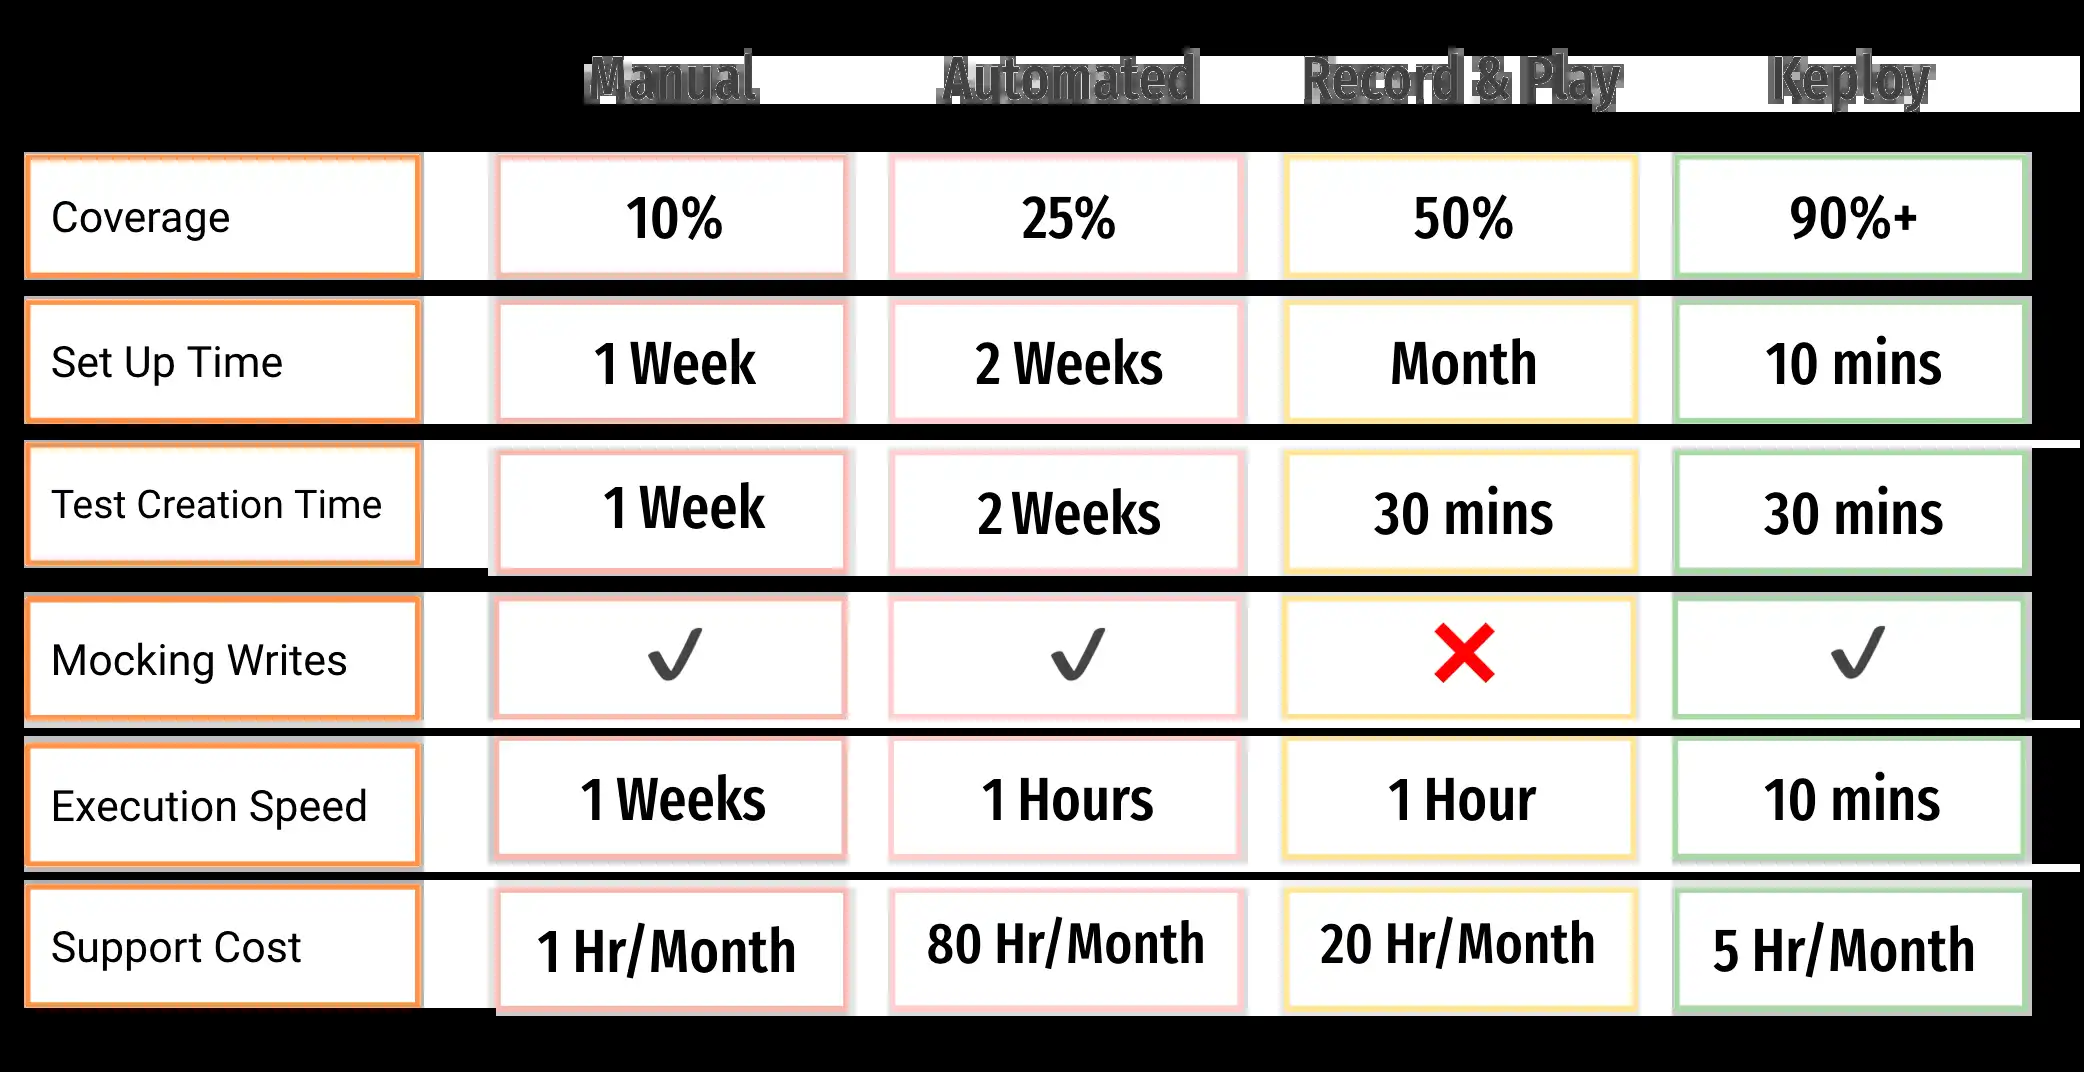 Manual Automated Record & Play Keploy
Coverage 10% 25% 50% 90%+
Set Up Time 1 Week 2 Weeks Month 10 mins
Test Creation Time 1 Week 2 Weeks 30 mins 30 mins
Mocking Writes ✔ ✔ ❌ ✔
Execution Speed 1 Weeks 1 Hours 1 Hour 10 mins
Support Cost 1 Hr/Month 80 Hr/Month 20 Hr/Month 5 Hr/Month